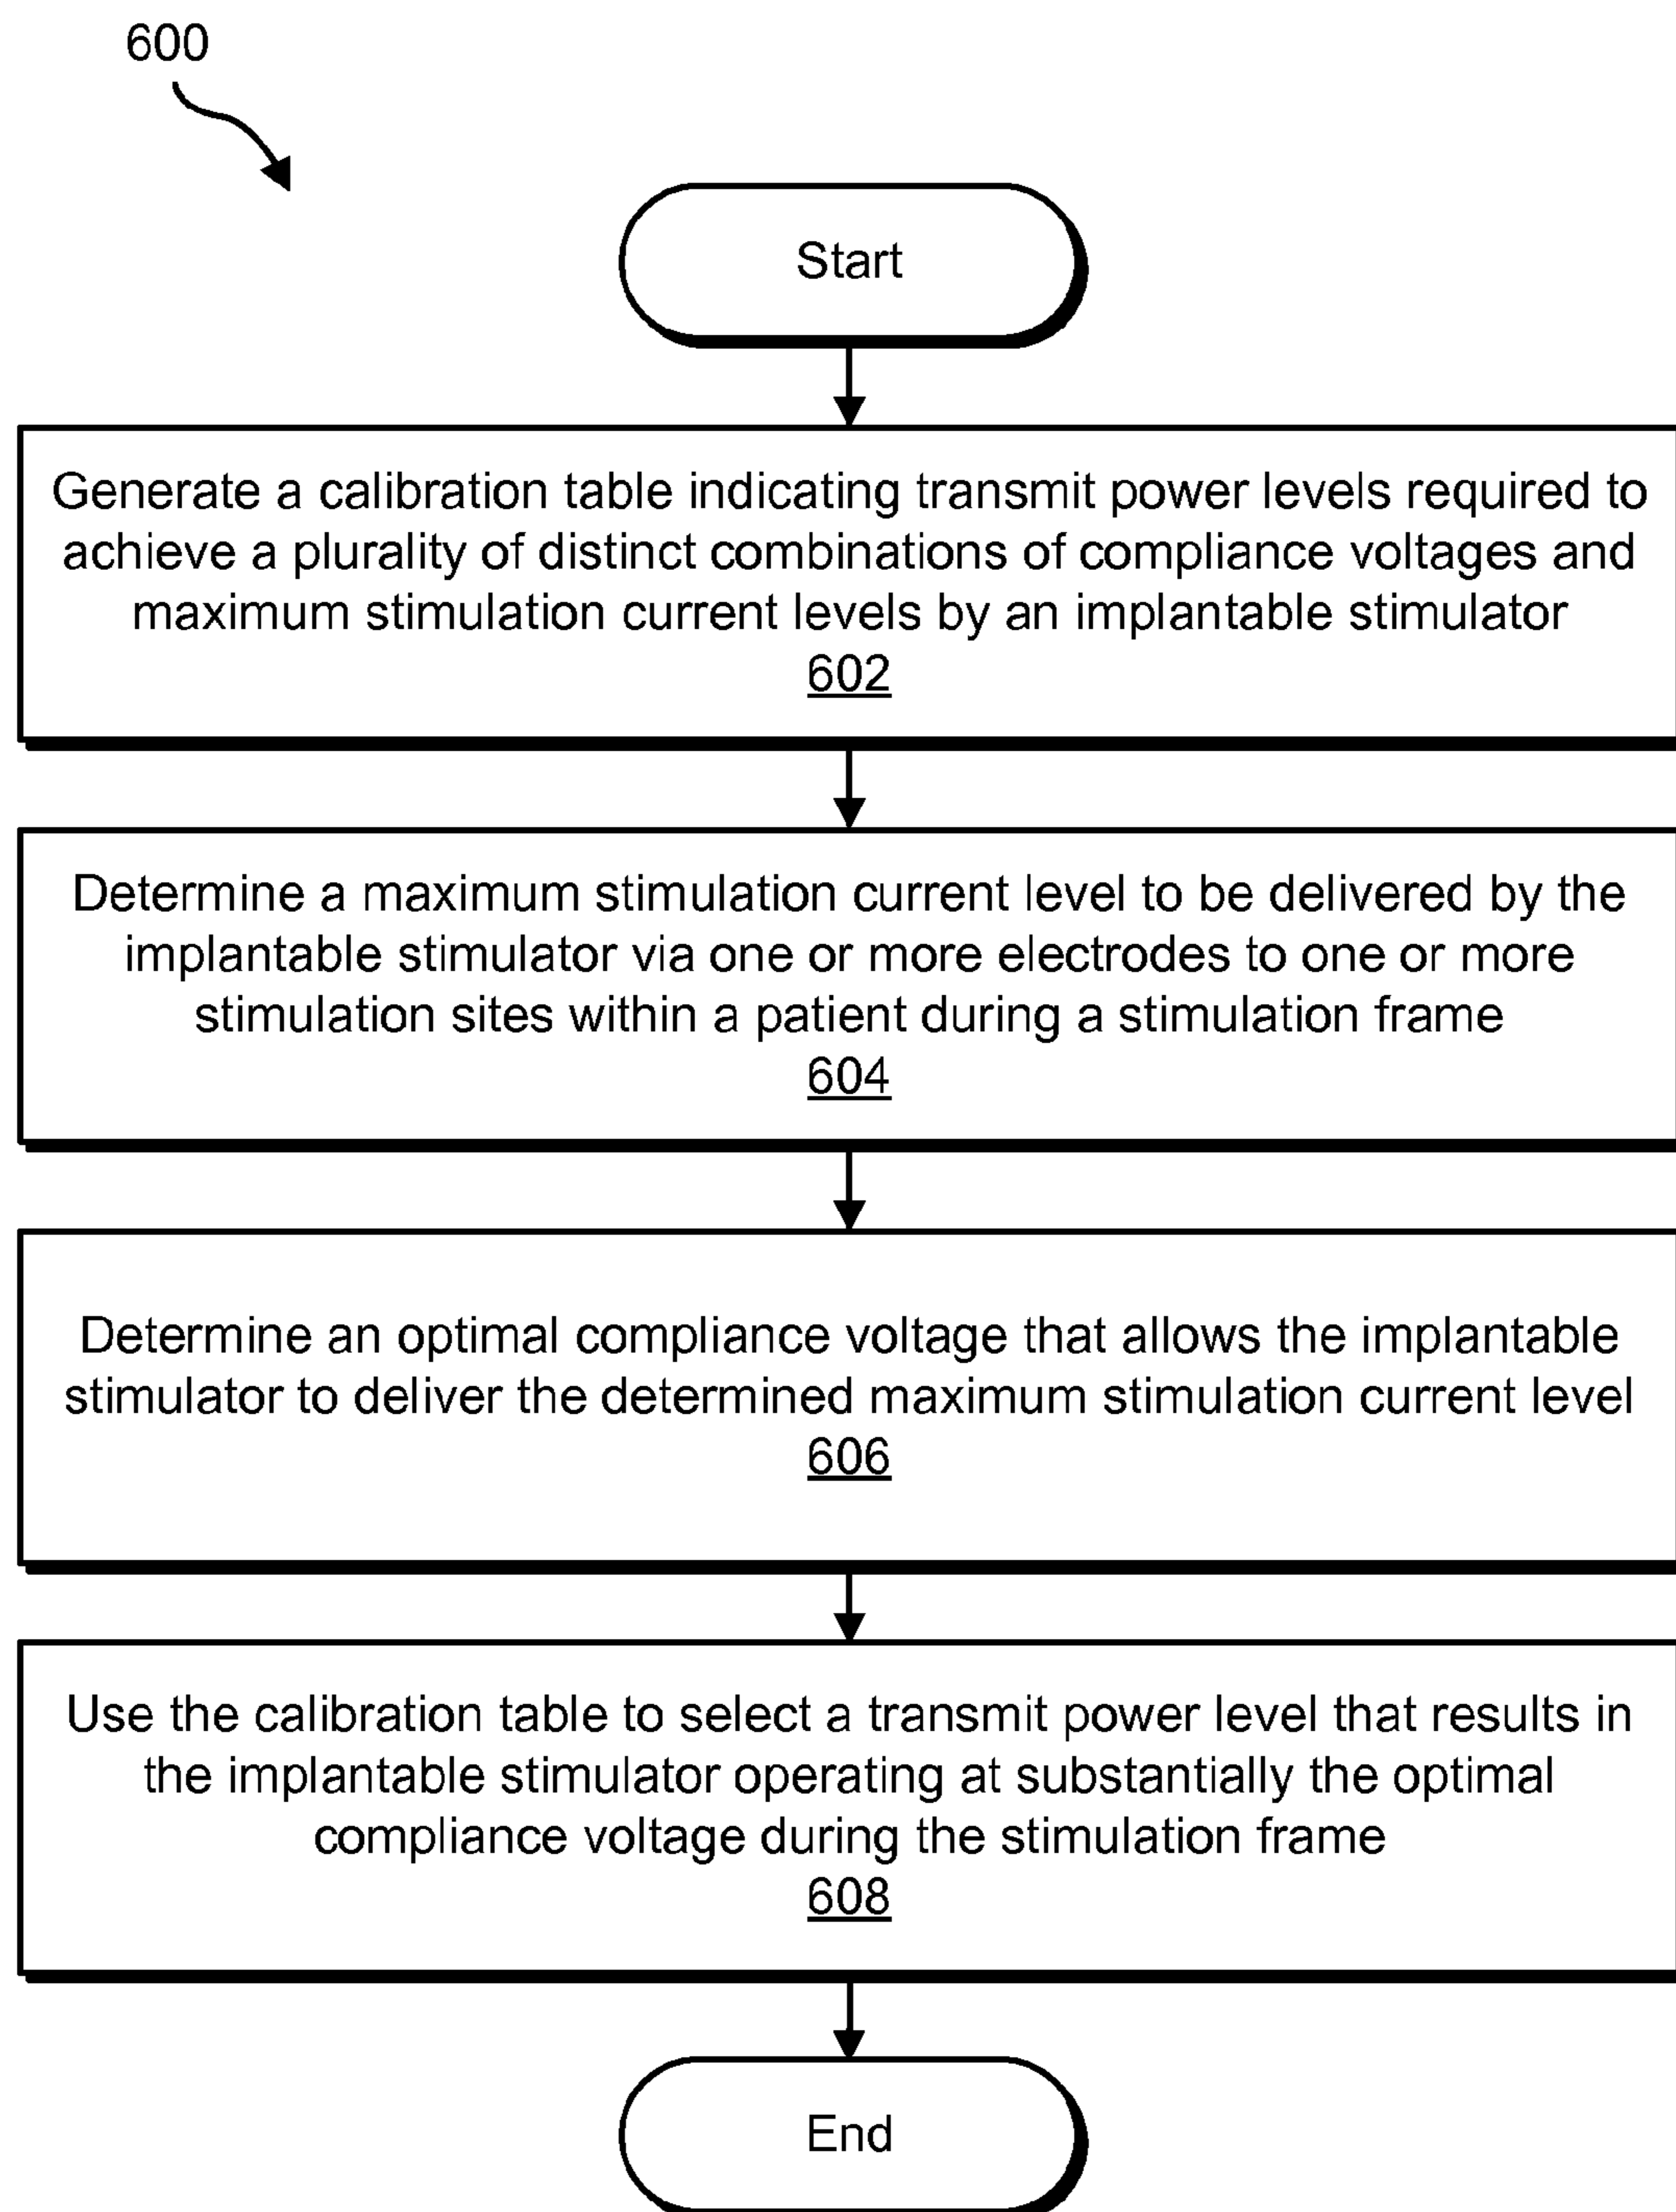 600
Start
Generate a calibration table indicating transmit power levels required to
achieve a plurality of distinct combinations of compliance voltages and
maximum stimulation current levels by an implantable stimulator
602
Determine a maximum stimulation current level to be delivered by the
implantable stimulator via one or more electrodes to one or more
stimulation sites within a patient during a stimulation frame
604
Determine an optimal compliance voltage that allows the implantable
stimulator to deliver the determined maximum stimulation current level
606
Use the calibration table to select a transmit power level that results in
the implantable stimulator operating at substantially the optimal
compliance voltage during the stimulation frame
608
End